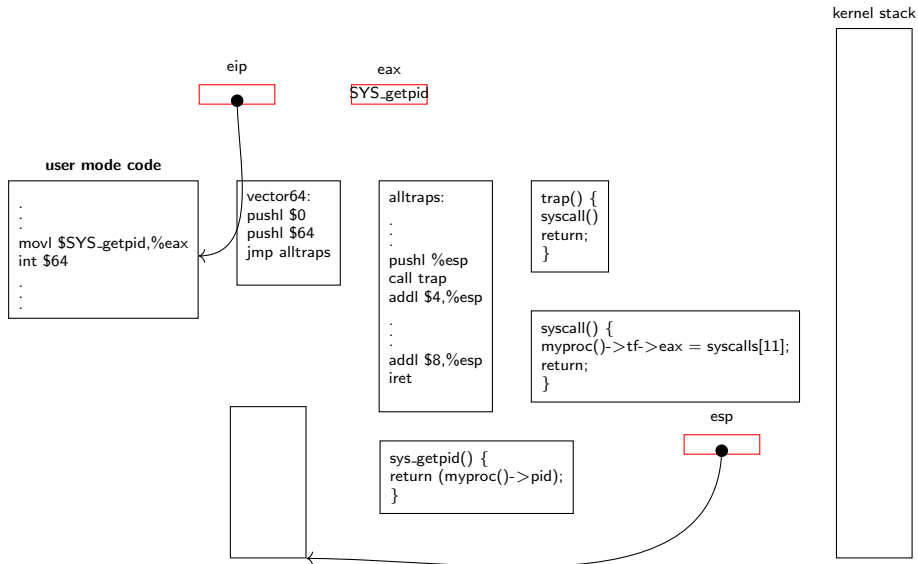 kernel stack
eip
eax
SYS_getpid
user mode code
.
.
.
movl $SYS_getpid,%eax
int $64
.
.
.
vector64:
pushl $0
pushl $64
jmp alltraps
alltraps:
.
.
.
pushl %esp
call trap
addl $4,%esp
.
.
.
addl $8,%esp
iret
trap() {
syscall()
return;
}
syscall() {
myproc()->tf->eax = syscalls[11];
return;
}
esp
sys_getpid() {
return (myproc()->pid);
}